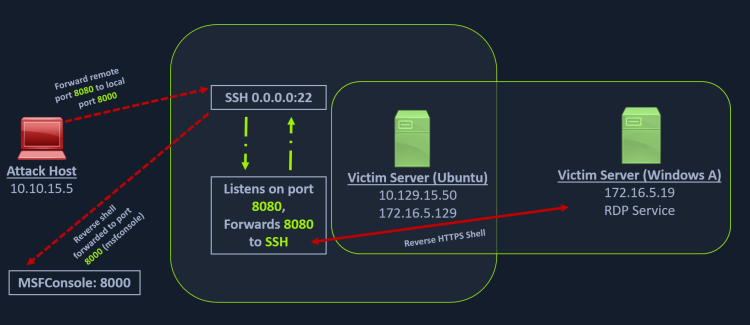 Forward remote
port 8080 to local
port 8000
SSH 0.0.0.0:22
Attack Host
10.10.15.5
Listens on port
8080,
Forwards 8080
to SSH
Victim Server (Ubuntu)
10.129.15.50
172.16.5.129
Victim Server (Windows A)
172.16.5.19
RDP Service
Reverse HTTPS Shell
Reverse shell
forwarded to port
8000 (msfconsole)
MSFConsole: 8000